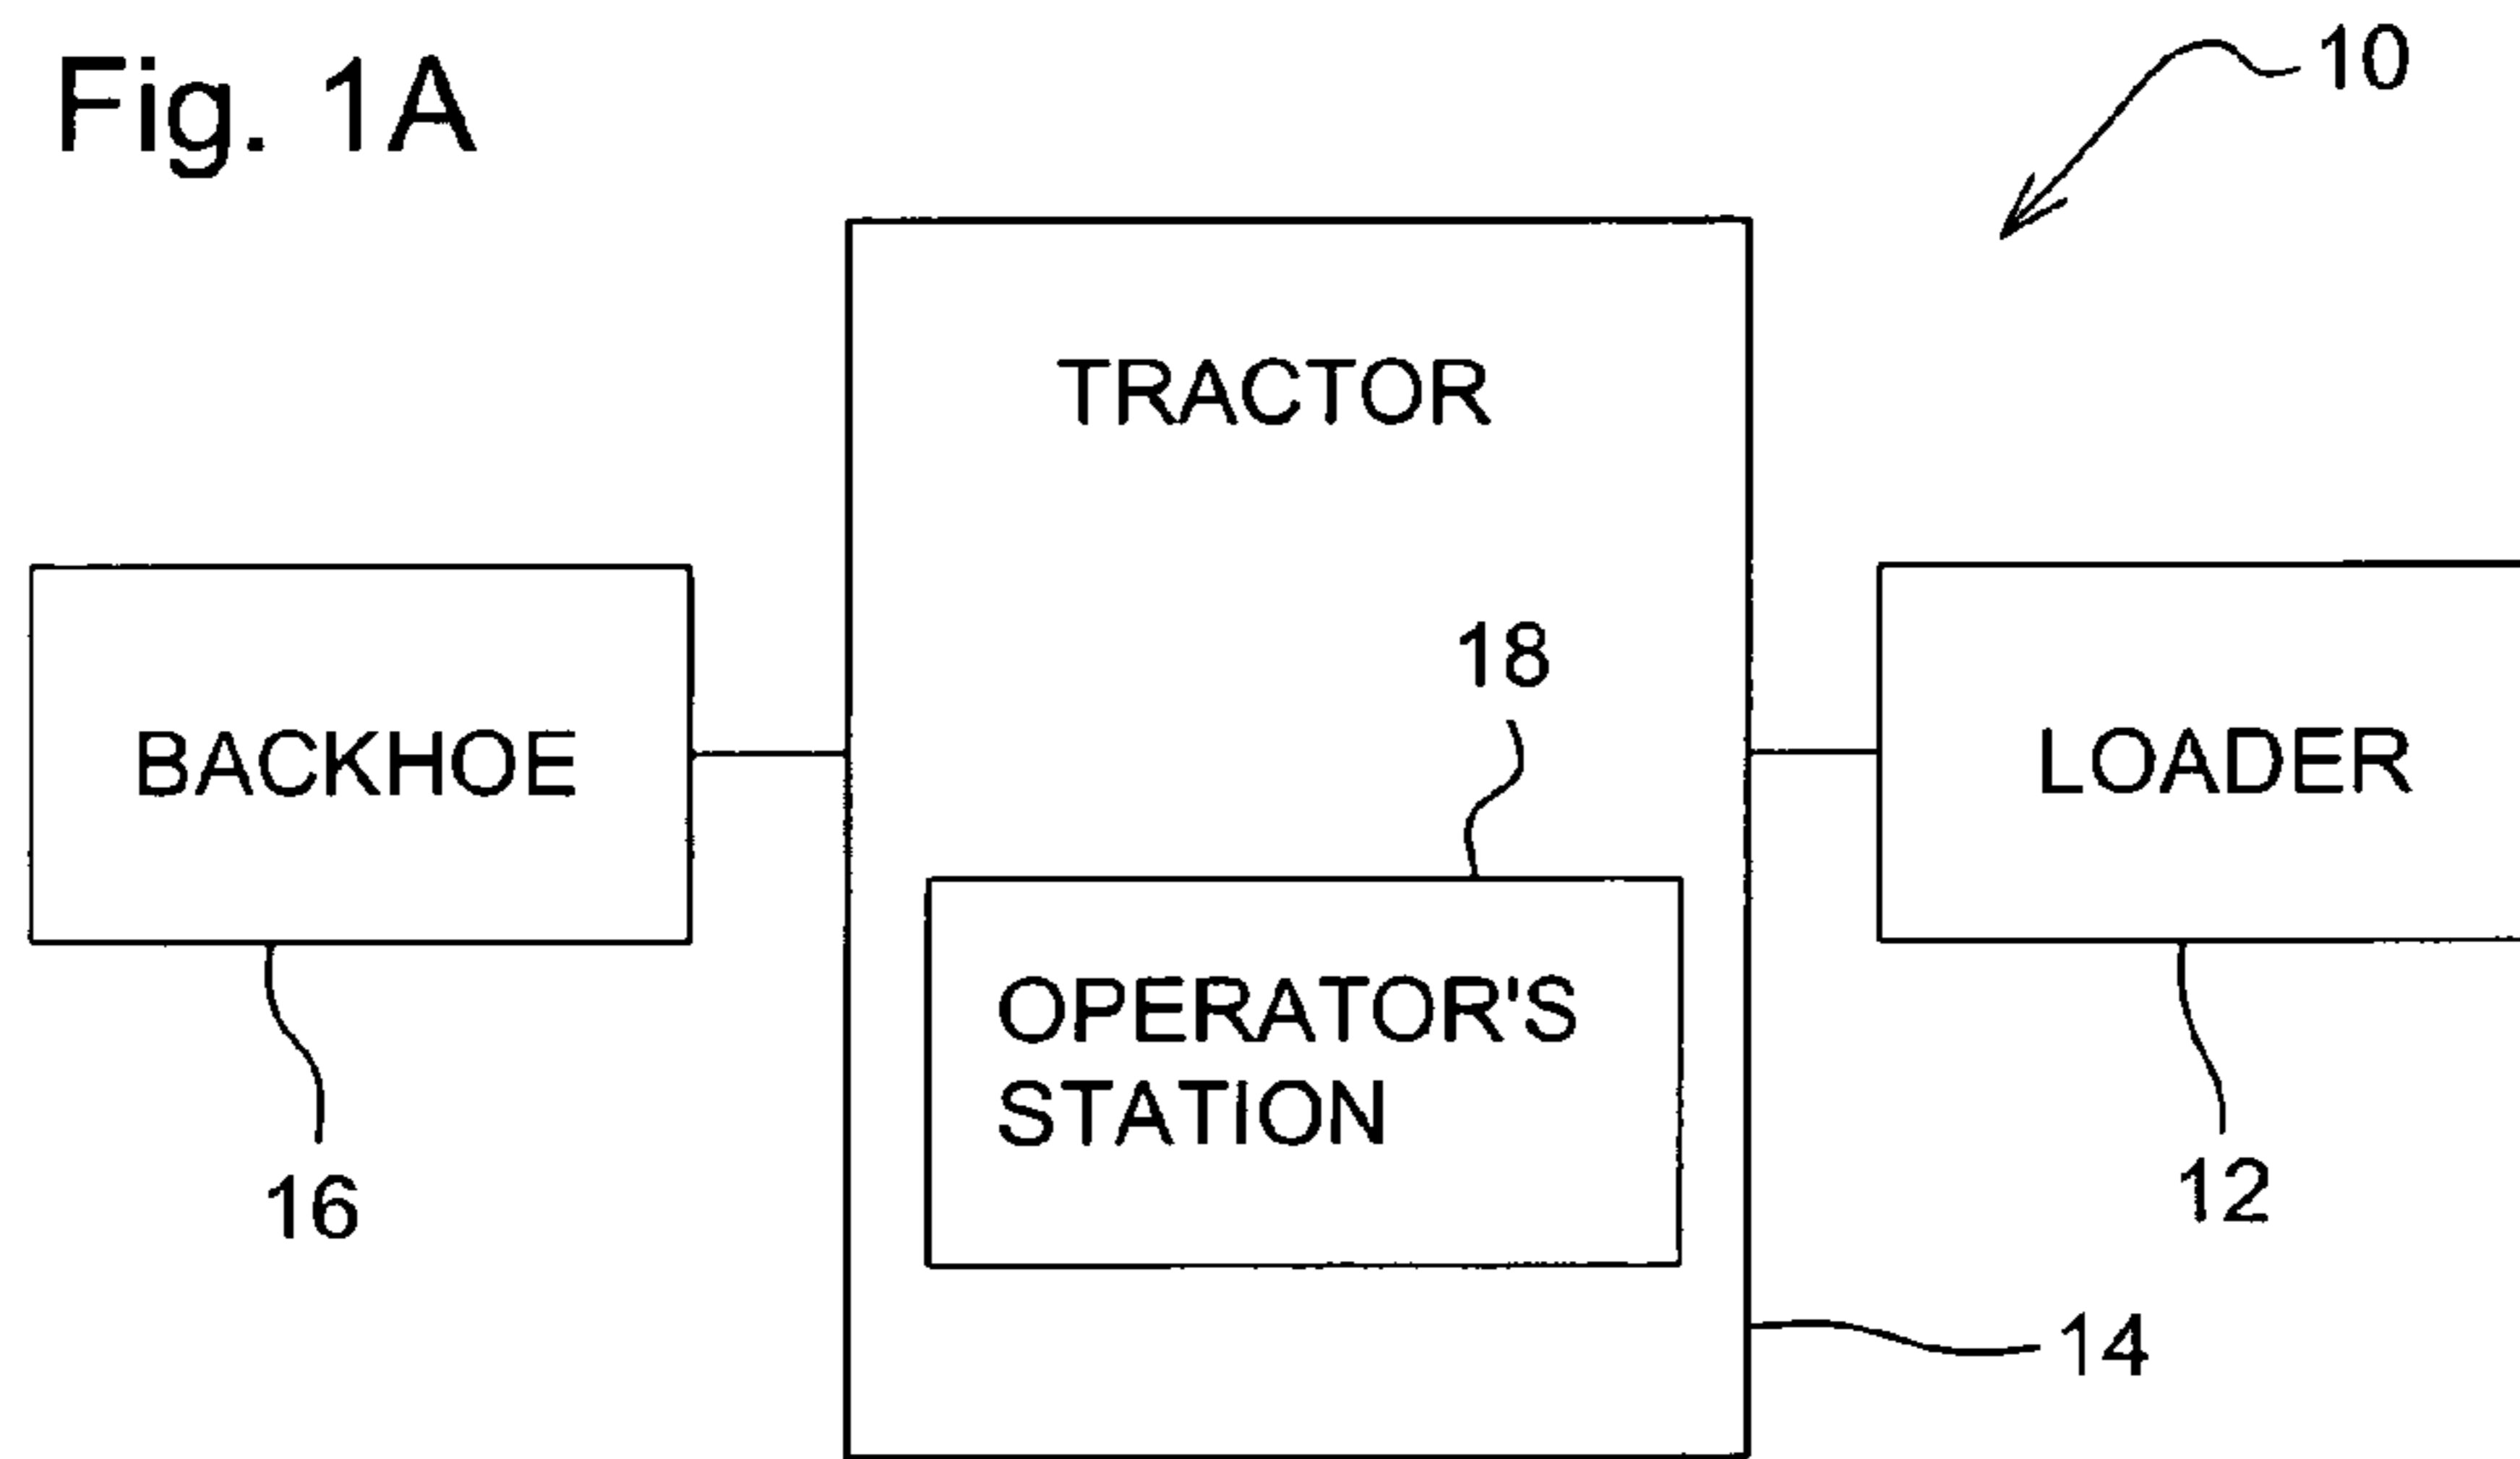 Fig. 1A
10
TRACTOR
18
BACKHOE
LOADER
OPERATOR'S
STATION
16
12
14